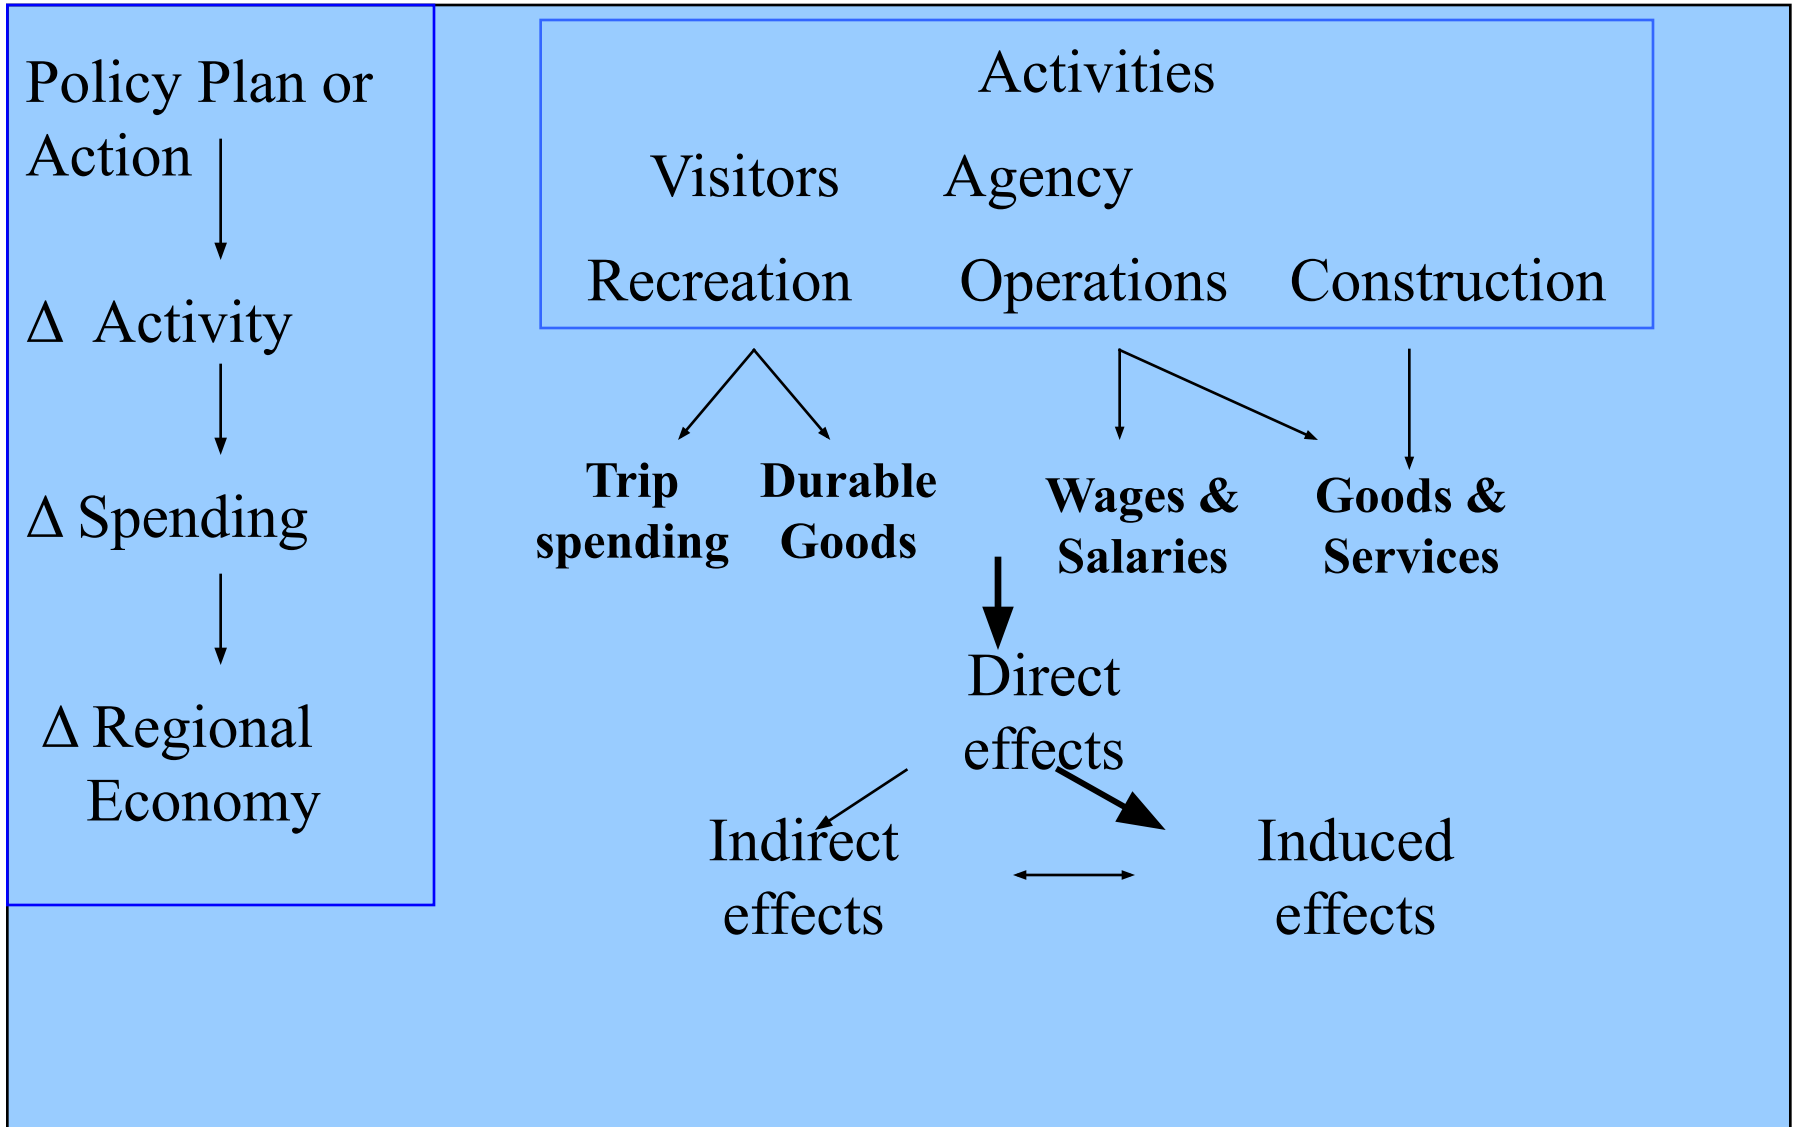 Policy Plan or
Action
Δ Activity
Δ Spending
Δ Regional
Economy
Activities
Visitors Agency
Recreation Operations Construction
Trip
spending
Durable
Goods
Wages &
Salaries
Goods &
Services
Direct
effects
Indirect
effects
Induced
effects